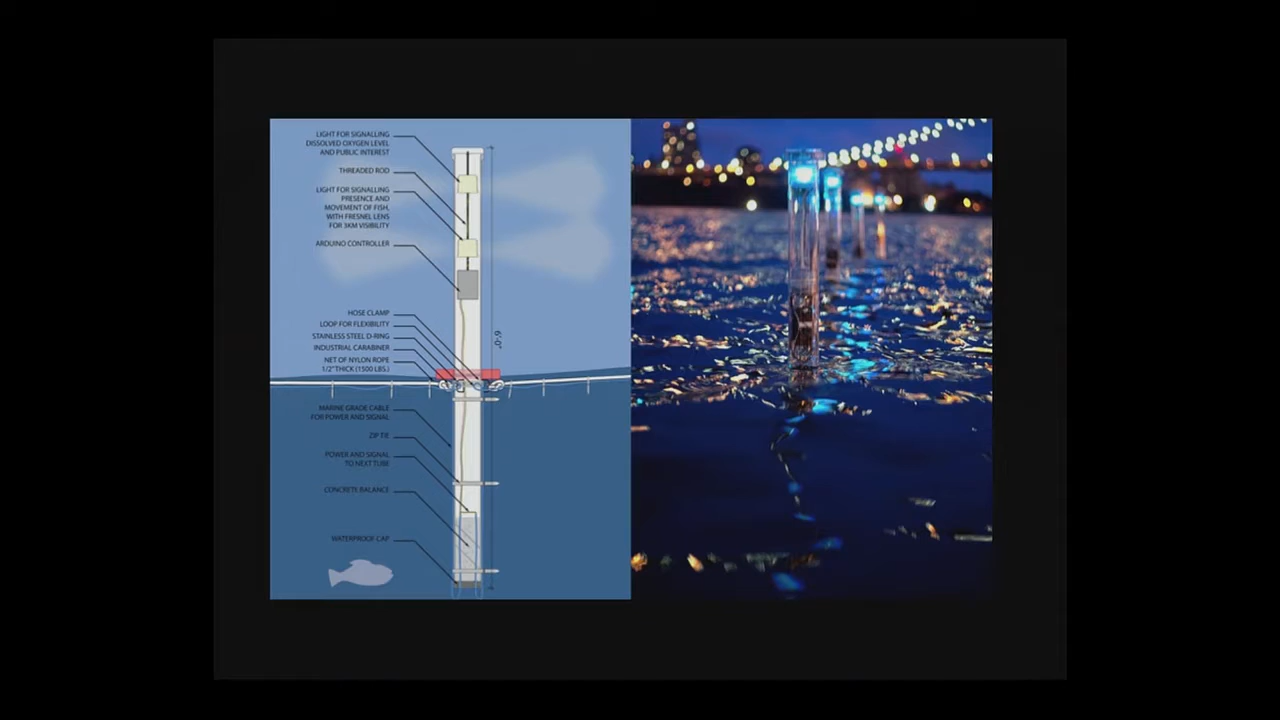 LIGHT FOR SIGNALLING
DISSOLVED OXYGEN LEVEL
AND PUBLIC INTEREST
THREADED ROD
LIGHT FOR SIGNALLING
PRESENCE AND
MOVEMENT OF FISH,
WITH FRESNEL LENS
FOR 3KM VISIBILITY
ARDUINO CONTROLLER
HOSE CLAMP
LOOP FOR FLEXIBILITY
STAINLESS STEEL D-RING
INDUSTRIAL CARABINER
NET OF NYLON ROPE
1/2" THICK (1500 LBS.)
6'-0"
MARINE GRADE CABLE
FOR POWER AND SIGNAL
ZIP TIE
POWER AND SIGNAL
TO NEXT TUBE
CONCRETE BALANCE
WATERPROOF CAP